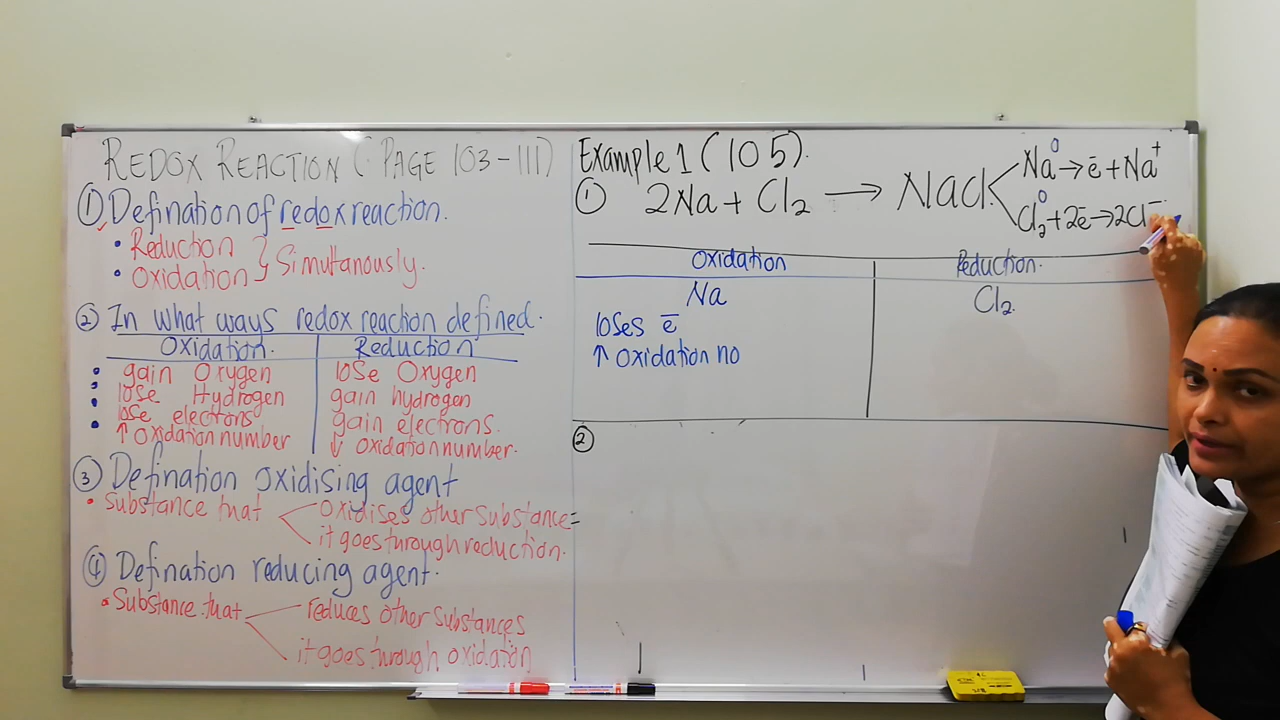 REDOX REACTION (PAGE 103-111)
① Defination of redox reaction.
• Reduction
• Oxidation } Simutanously.
② In what ways redox reaction defined.
Oxidation. Reduction
• gain Oxygen lose Oxygen
• lose Hydrogen gain hydrogen
• lose electrons gain electrons.
• ↑ Oxidation number ↓ oxidation number.
③ Defination oxidising agent
• Substance that oxidises other substance=
it goes through reduction.
④ Defination reducing agent.
• Substance that reduces other substances
it goes through oxidation
Example 1 (105).
① 2Na + Cl₂ → NaCl
Na⁰ → ē + Na⁺
Cl₂⁰ + 2ē → 2Cl⁻
Oxidation Reduction.
Na Cl₂.
loses ē
↑ Oxidation no
②